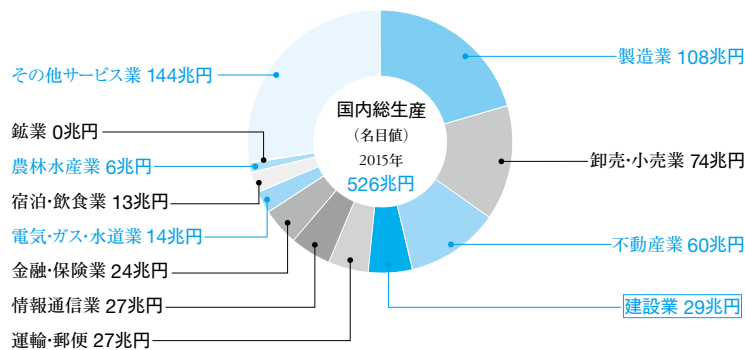 国内総生産
（名目値）
2015年
526兆円
製造業 108兆円
卸売・小売業 74兆円
不動産業 60兆円
建設業 29兆円
運輸・郵便 27兆円
情報通信業 27兆円
金融・保険業 24兆円
電気・ガス・水道業 14兆円
宿泊・飲食業 13兆円
農林水産業 6兆円
鉱業 0兆円
その他サービス業 144兆円